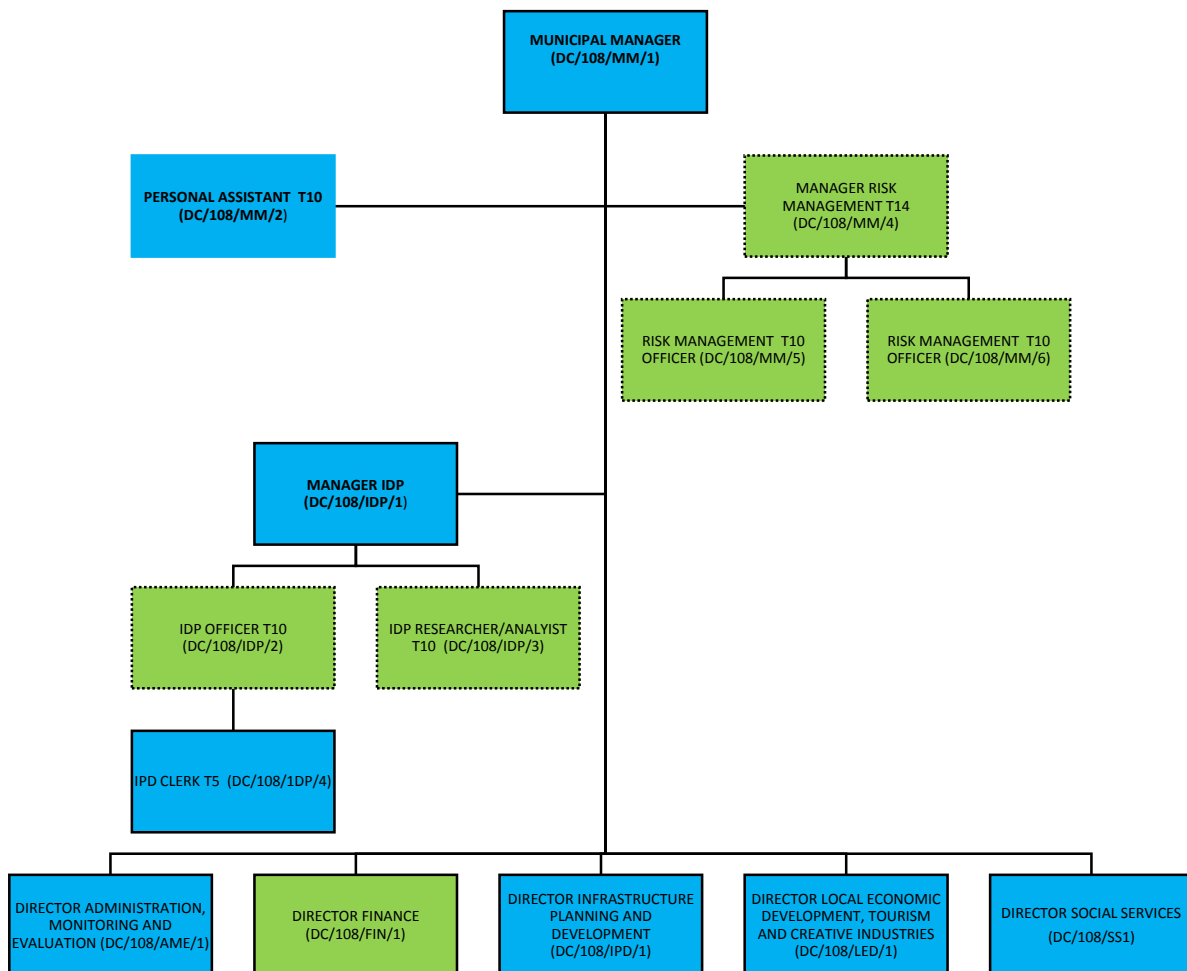 MUNICIPAL MANAGER
(DC/108/MM/1)
PERSONAL ASSISTANT T10
(DC/108/MM/2)
MANAGER RISK
MANAGEMENT T14
(DC/108/MM/4)
RISK MANAGEMENT T10
OFFICER (DC/108/MM/5)
RISK MANAGEMENT T10
OFFICER (DC/108/MM/6)
MANAGER IDP
(DC/108/IDP/1)
IDP OFFICER T10
(DC/108/IDP/2)
IDP RESEARCHER/ANALYIST
T10 (DC/108/IDP/3)
IPD CLERK T5 (DC/108/1DP/4)
DIRECTOR ADMINISTRATION,
MONITORING AND
EVALUATION (DC/108/AME/1)
DIRECTOR FINANCE
(DC/108/FIN/1)
DIRECTOR INFRASTRUCTURE
PLANNING AND
DEVELOPMENT
(DC/108/IPD/1)
DIRECTOR LOCAL ECONOMIC
DEVELOPMENT, TOURISM
AND CREATIVE INDUSTRIES
(DC/108/LED/1)
DIRECTOR SOCIAL SERVICES
(DC/108/SS1)